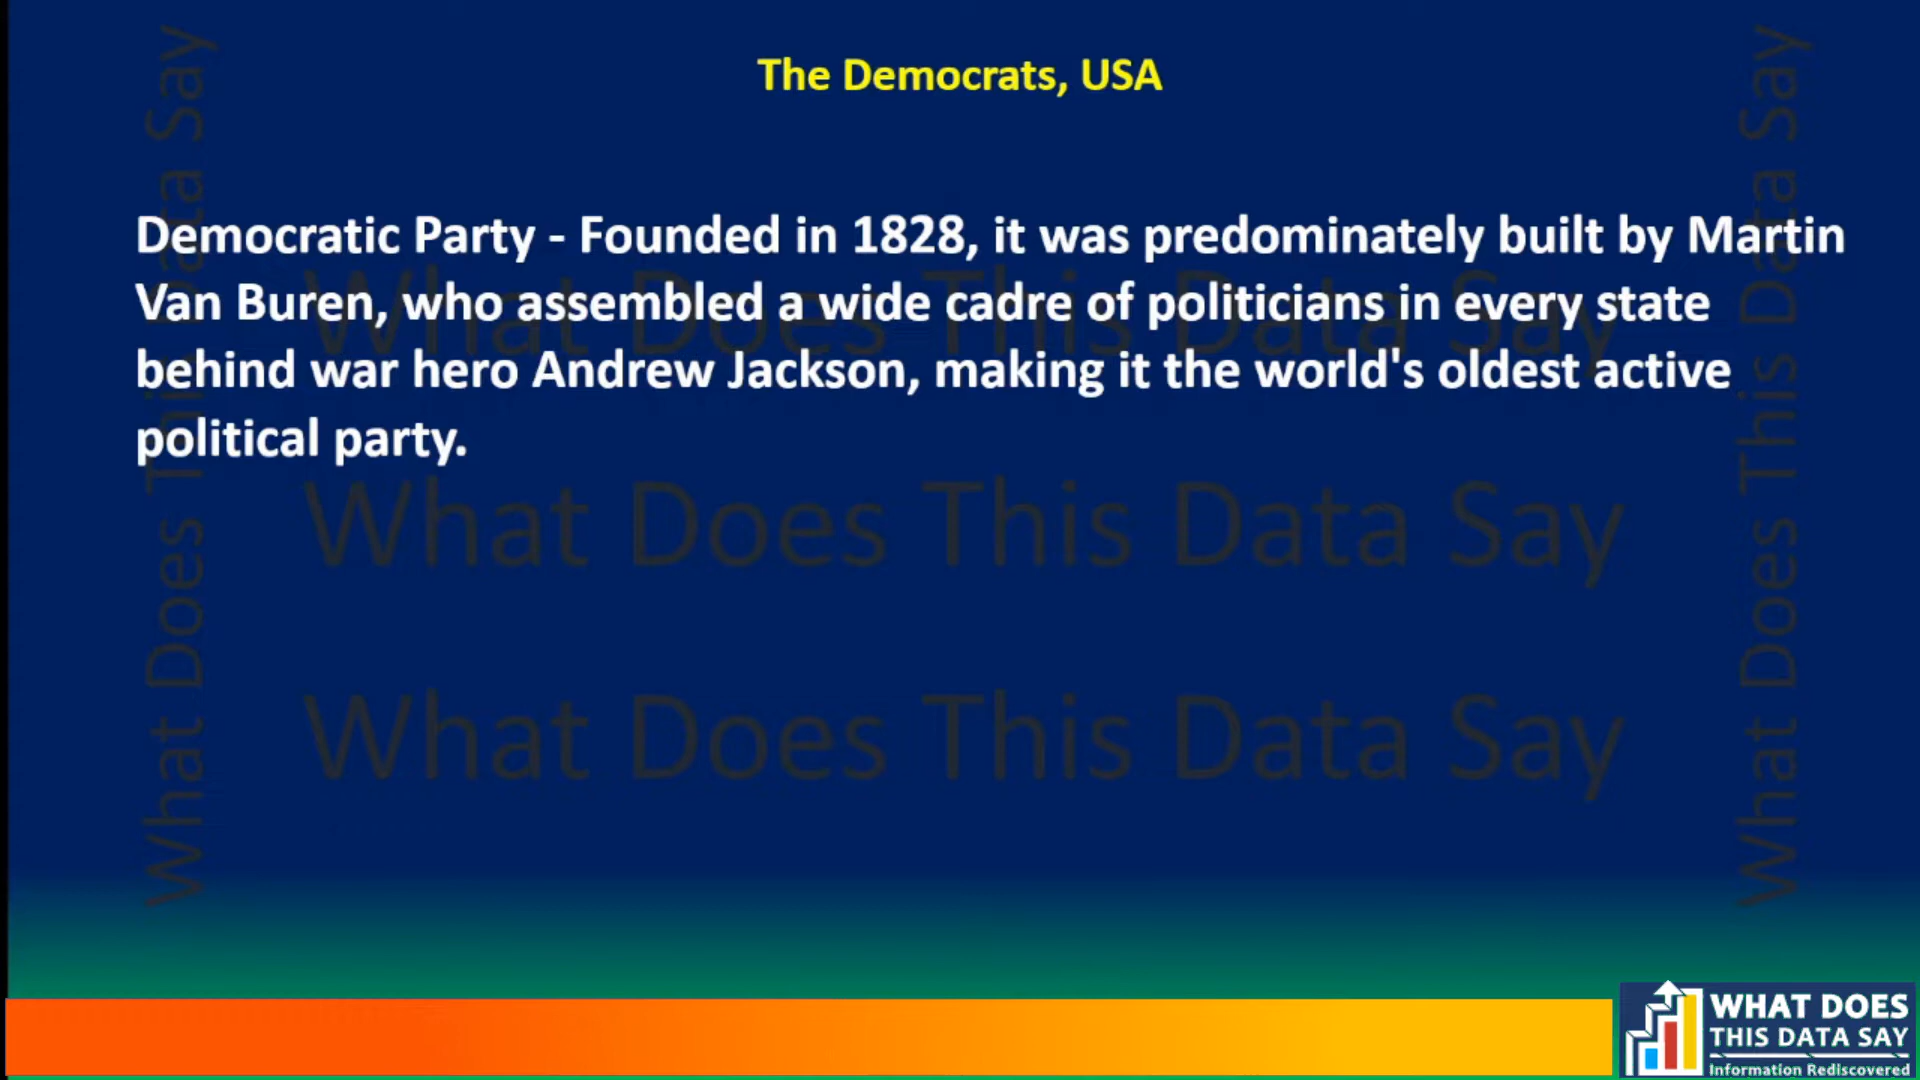 The Democrats, USA
Democratic Party - Founded in 1828, it was predominately built by Martin
Van Buren, who assembled a wide cadre of politicians in every state
behind war hero Andrew Jackson, making it the world's oldest active
political party.
What Does This Data Say
What Does This Data Say
What Does This Data Say
What Does This Data Say
What Does This Data Say
WHAT DOES
THIS DATA SAY
Information Rediscovered